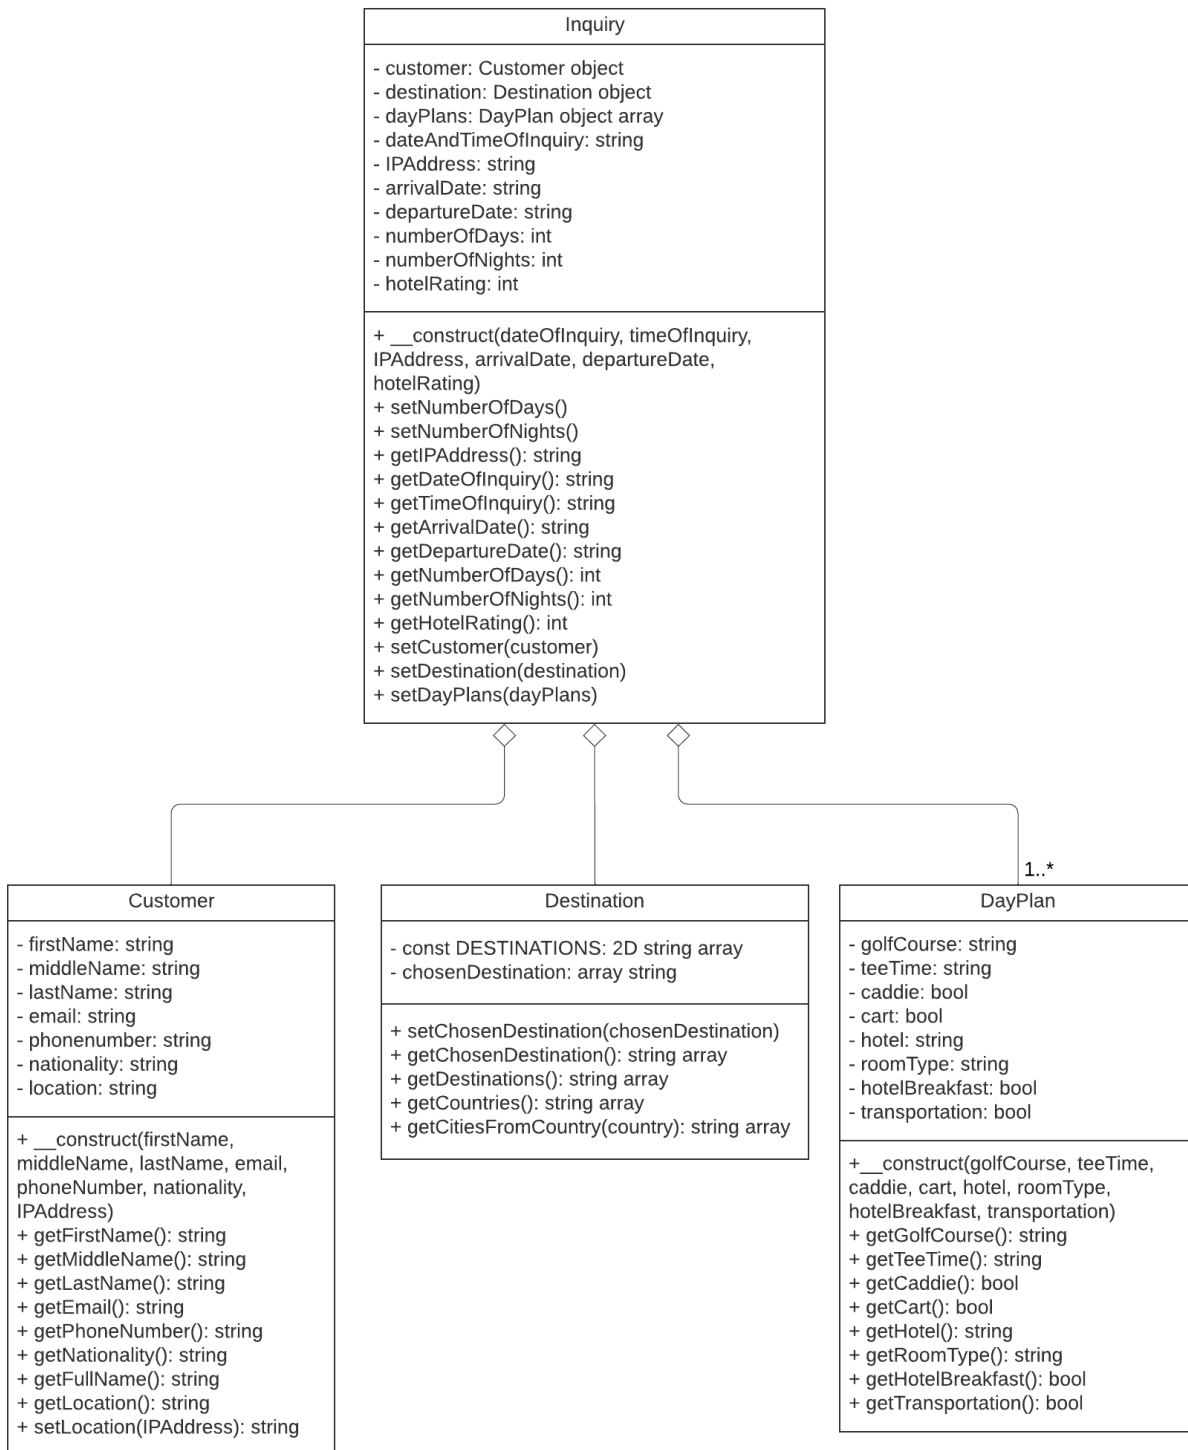 Inquiry
- customer: Customer object
- destination: Destination object
- dayPlans: DayPlan object array
- dateAndTimeOfInquiry: string
- IPAddress: string
- arrivalDate: string
- departureDate: string
- numberOfDays: int
- numberOfNights: int
- hotelRating: int
+ __construct(dateOfInquiry, timeOfInquiry,
IPAddress, arrivalDate, departureDate,
hotelRating)
+ setNumberOfDays()
+ setNumberOfNights()
+ getIPAddress(): string
+ getDateOfInquiry(): string
+ getTimeOfInquiry(): string
+ getArrivalDate(): string
+ getDepartureDate(): string
+ getNumberOfDays(): int
+ getNumberOfNights(): int
+ getHotelRating(): int
+ setCustomer(customer)
+ setDestination(destination)
+ setDayPlans(dayPlans)
Customer
- firstName: string
- middleName: string
- lastName: string
- email: string
- phonenumber: string
- nationality: string
- location: string
+ __construct(firstName,
middleName, lastName, email,
phoneNumber, nationality,
IPAddress)
+ getFirstName(): string
+ getMiddleName(): string
+ getLastName(): string
+ getEmail(): string
+ getPhoneNumber(): string
+ getNationality(): string
+ getFullName(): string
+ getLocation(): string
+ setLocation(IPAddress): string
Destination
- const DESTINATIONS: 2D string array
- chosenDestination: array string
+ setChosenDestination(chosenDestination)
+ getChosenDestination(): string array
+ getDestinations(): string array
+ getCountries(): string array
+ getCitiesFromCountry(country): string array
1..*
DayPlan
- golfCourse: string
- teeTime: string
- caddie: bool
- cart: bool
- hotel: string
- roomType: string
- hotelBreakfast: bool
- transportation: bool
+__construct(golfCourse, teeTime,
caddie, cart, hotel, roomType,
hotelBreakfast, transportation)
+ getGolfCourse(): string
+ getTeeTime(): string
+ getCaddie(): bool
+ getCart(): bool
+ getHotel(): string
+ getRoomType(): string
+ getHotelBreakfast(): bool
+ getTransportation(): bool